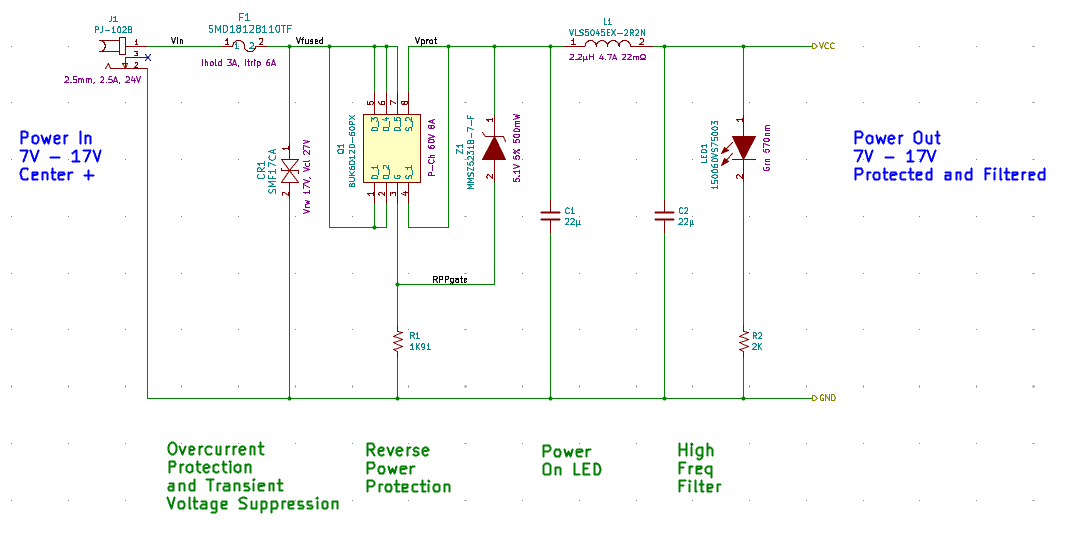 J1
PJ-102B
1
3
2
2.5mm, 2.5A, 24V
Vin
F1
SMD1812B110TF
1 1 2 2
Ihold 3A, Itrip 6A
Vfused
Vprot
L1
VLS5045EX-2R2N
1 2
2.2µH 4.7A 22mΩ
VCC
Power In
7V - 17V
Center +
CR1
SMF17CA
1
2
Vrw 17V, Vcl 27V
Q1
BUK6D120-60PX
5 6 7 8
D_3 D_4 D_5 S_2
D_1 D_2 G S_1
1 2 3 4
P-Ch 60V 8A
Z1
MMSZ5231B-7-F
1
2
5.1V 5% 500mW
C1
22µ
C2
22µ
LED1
150060VS75003
1
2
Grn 570nm
Power Out
7V - 17V
Protected and Filtered
RPPgate
R1
1K91
R2
2K
GND
Overcurrent
Protection
and Transient
Voltage Suppression
Reverse
Power
Protection
Power
On LED
High
Freq
Filter